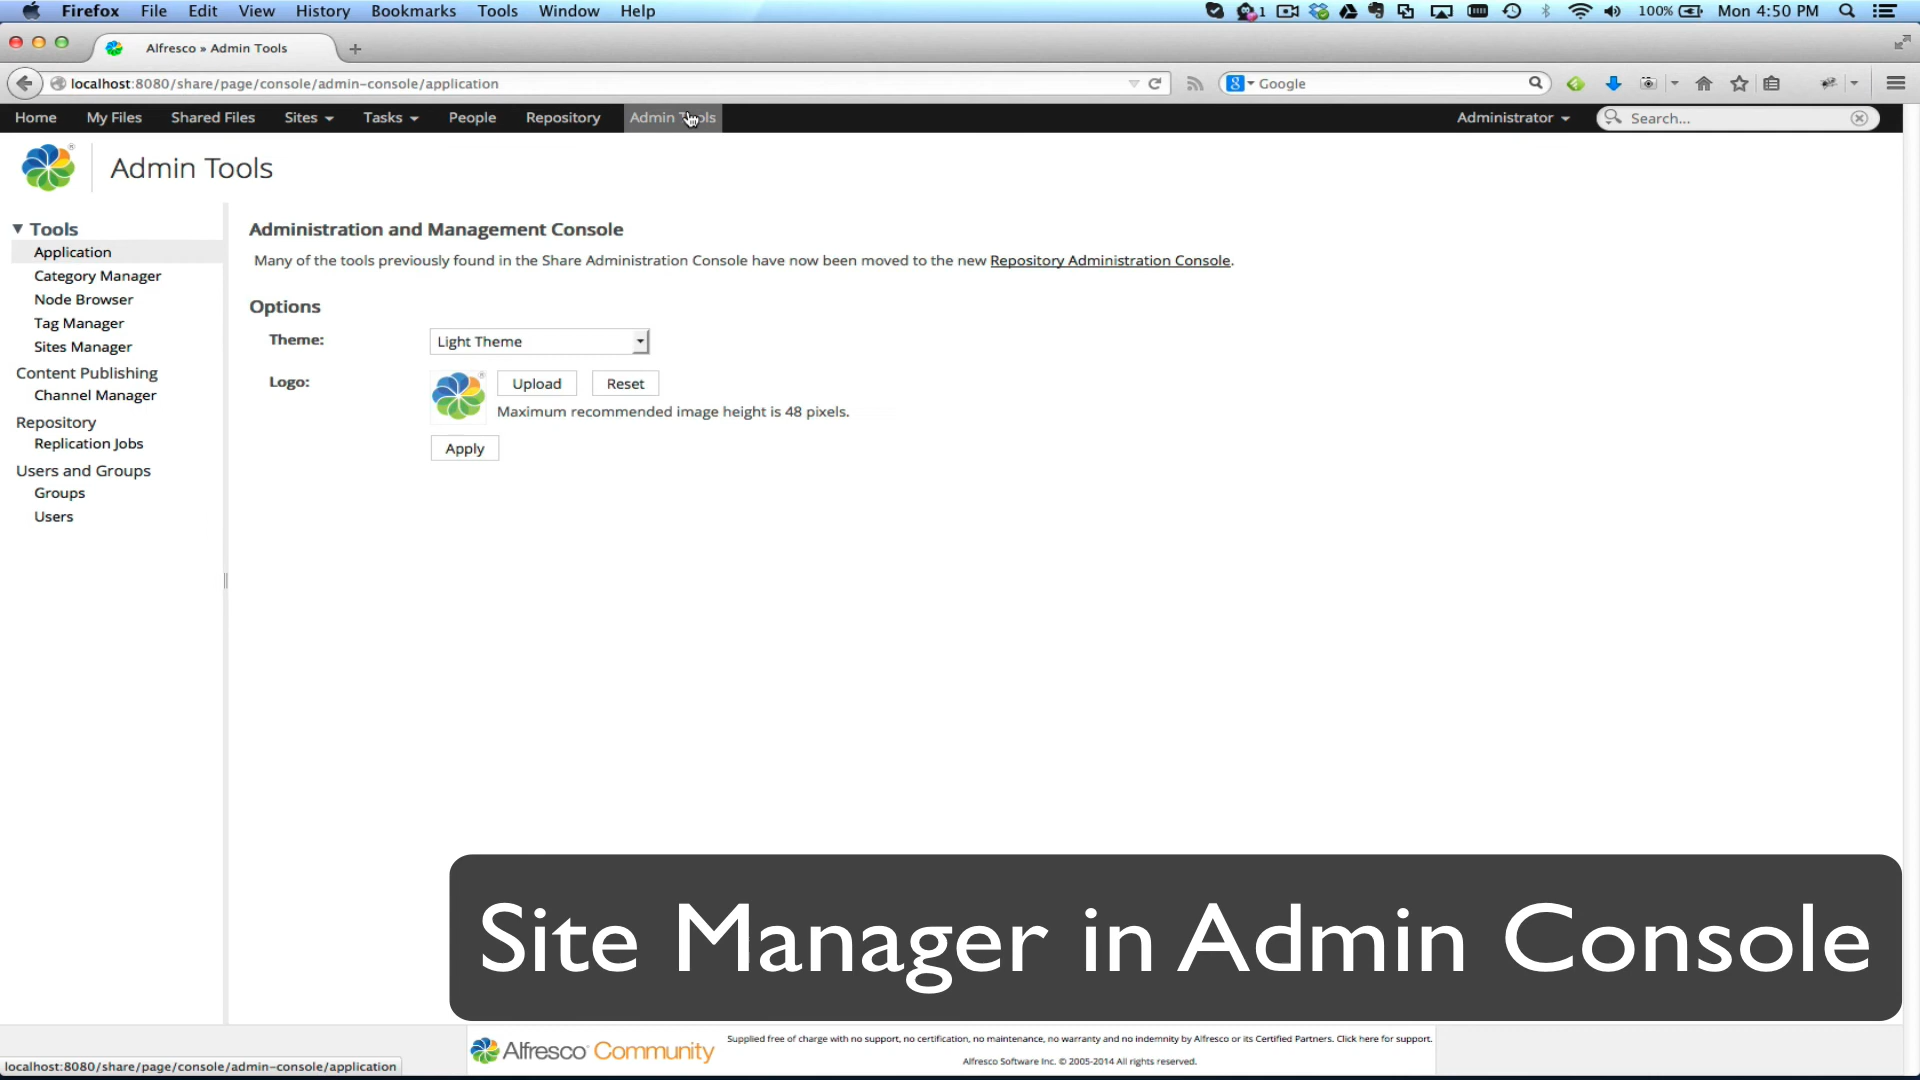 Firefox File Edit View History Bookmarks Tools Window Help 1 100% Mon 4:50 PM
Alfresco » Admin Tools
localhost:8080/share/page/console/admin-console/application Google
Home My Files Shared Files Sites Tasks People Repository Admin Tools Administrator Search...
Admin Tools
Tools
Application
Category Manager
Node Browser
Tag Manager
Sites Manager
Content Publishing
Channel Manager
Repository
Replication Jobs
Users and Groups
Groups
Users
Administration and Management Console
Many of the tools previously found in the Share Administration Console have now been moved to the new Repository Administration Console.
Options
Theme: Light Theme
Logo: Upload Reset
Maximum recommended image height is 48 pixels.
Apply
Site Manager in Admin Console
Alfresco Community
Supplied free of charge with no support, no certification, no maintenance, no warranty and no indemnity by Alfresco or its Certified Partners. Click here for support.
Alfresco Software Inc. © 2005-2014 All rights reserved.
localhost:8080/share/page/console/admin-console/application